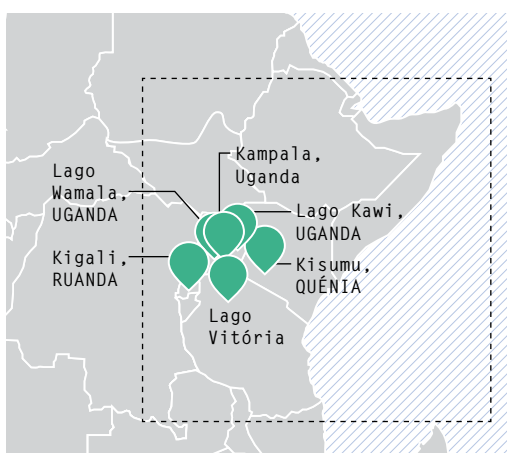 Kampala,
Uganda
Lago
Wamala,
UGANDA
Lago Kawi,
UGANDA
Kigali,
RUANDA
Kisumu,
QUÉNIA
Lago
Vitória